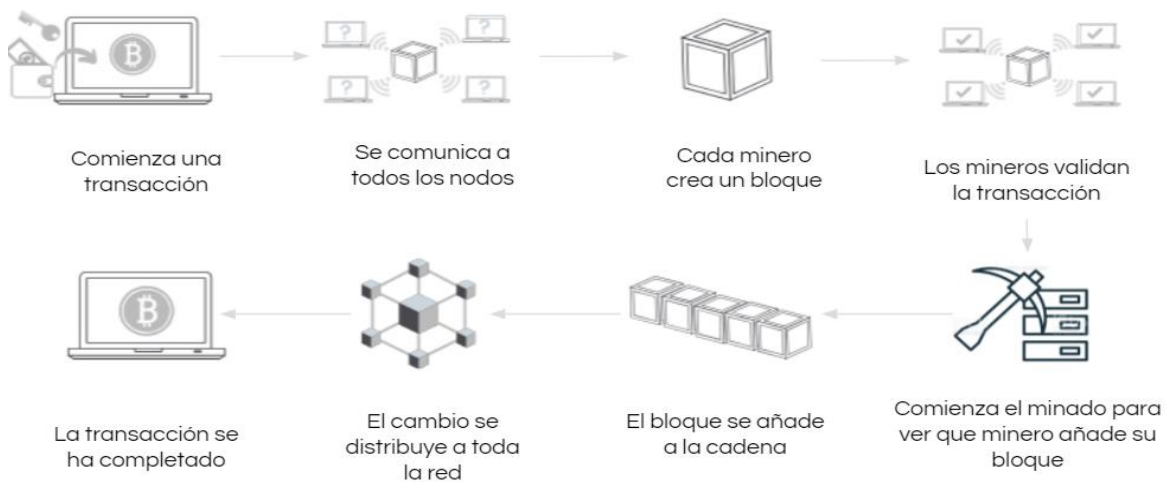 Comienza una
transacción
Se comunica a
todos los nodos
Cada minero
crea un bloque
Los mineros validan
la transacción
Comienza el minado para
ver que minero añade su
bloque
El bloque se añade
a la cadena
El cambio se
distribuye a toda
la red
La transacción se
ha completado